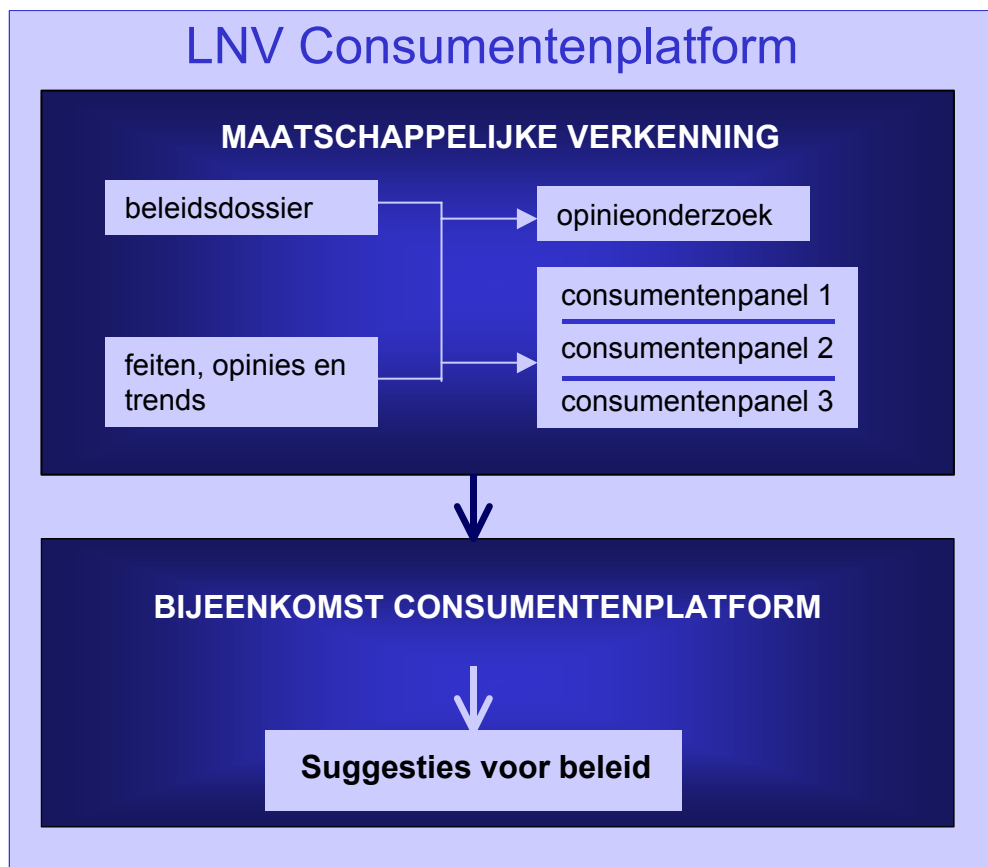 LNV Consumentenplatform
MAATSCHAPPELIJKE VERKENNING
beleidsdossier
opinieonderzoek
feiten, opinies en
trends
consumentenpanel 1
consumentenpanel 2
consumentenpanel 3
BIJEENKOMST CONSUMENTENPLATFORM
Suggesties voor beleid